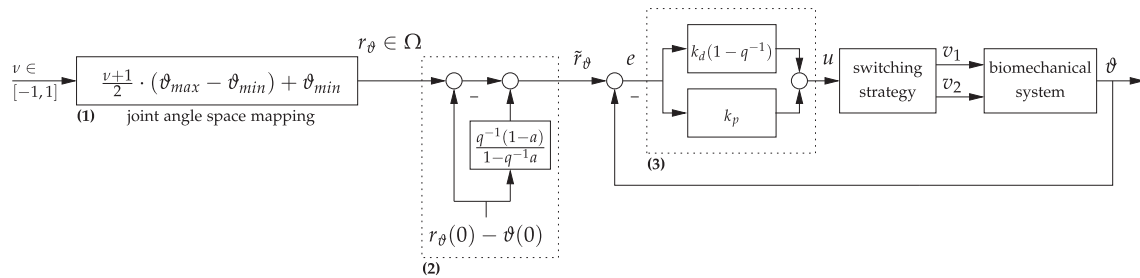 ν ∈
[−1, 1]
(ν+1)/2 · (ϑ_max − ϑ_min) + ϑ_min
(1)
joint angle space mapping
r_ϑ ∈ Ω
−
q^{−1}(1−a)/(1−q^{−1}a)
r_ϑ(0) − ϑ(0)
(2)
r̃_ϑ
e
−
k_d(1 − q^{−1})
k_p
(3)
u
switching
strategy
v_1
v_2
biomechanical
system
ϑ